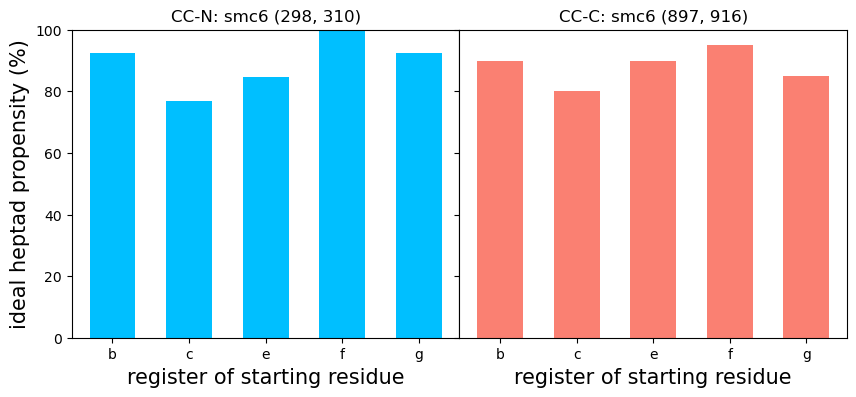 CC-N: smc6 (298, 310)
CC-C: smc6 (897, 916)
ideal heptad propensity (%)
100
80
60
40
20
0
b c e f g
b c e f g
register of starting residue
register of starting residue